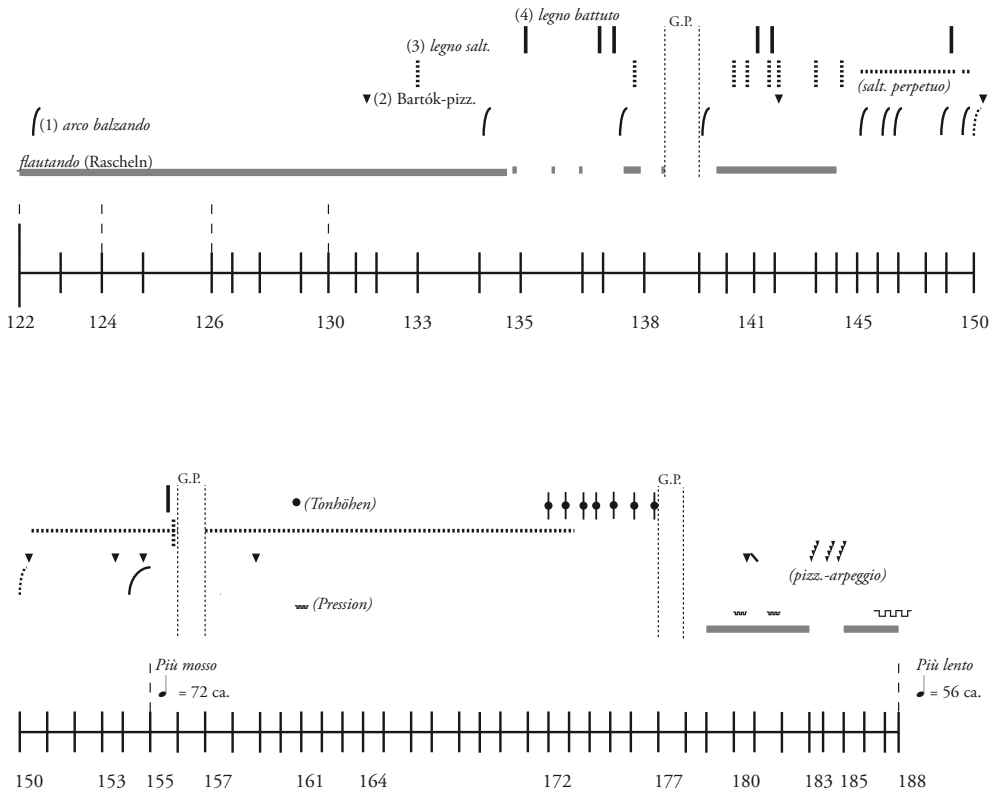 (4) legno battuto
G.P.
(3) legno salt.
(salt. perpetuo)
(2) Bartók-pizz.
(1) arco balzando
flautando (Rascheln)
122 124 126 130 133 135 138 141 145 150
G.P. G.P.
(Tonhöhen)
(pizz.-arpeggio)
(Pression)
Più mosso Più lento
= 72 ca. = 56 ca.
150 153 155 157 161 164 172 177 180 183 185 188